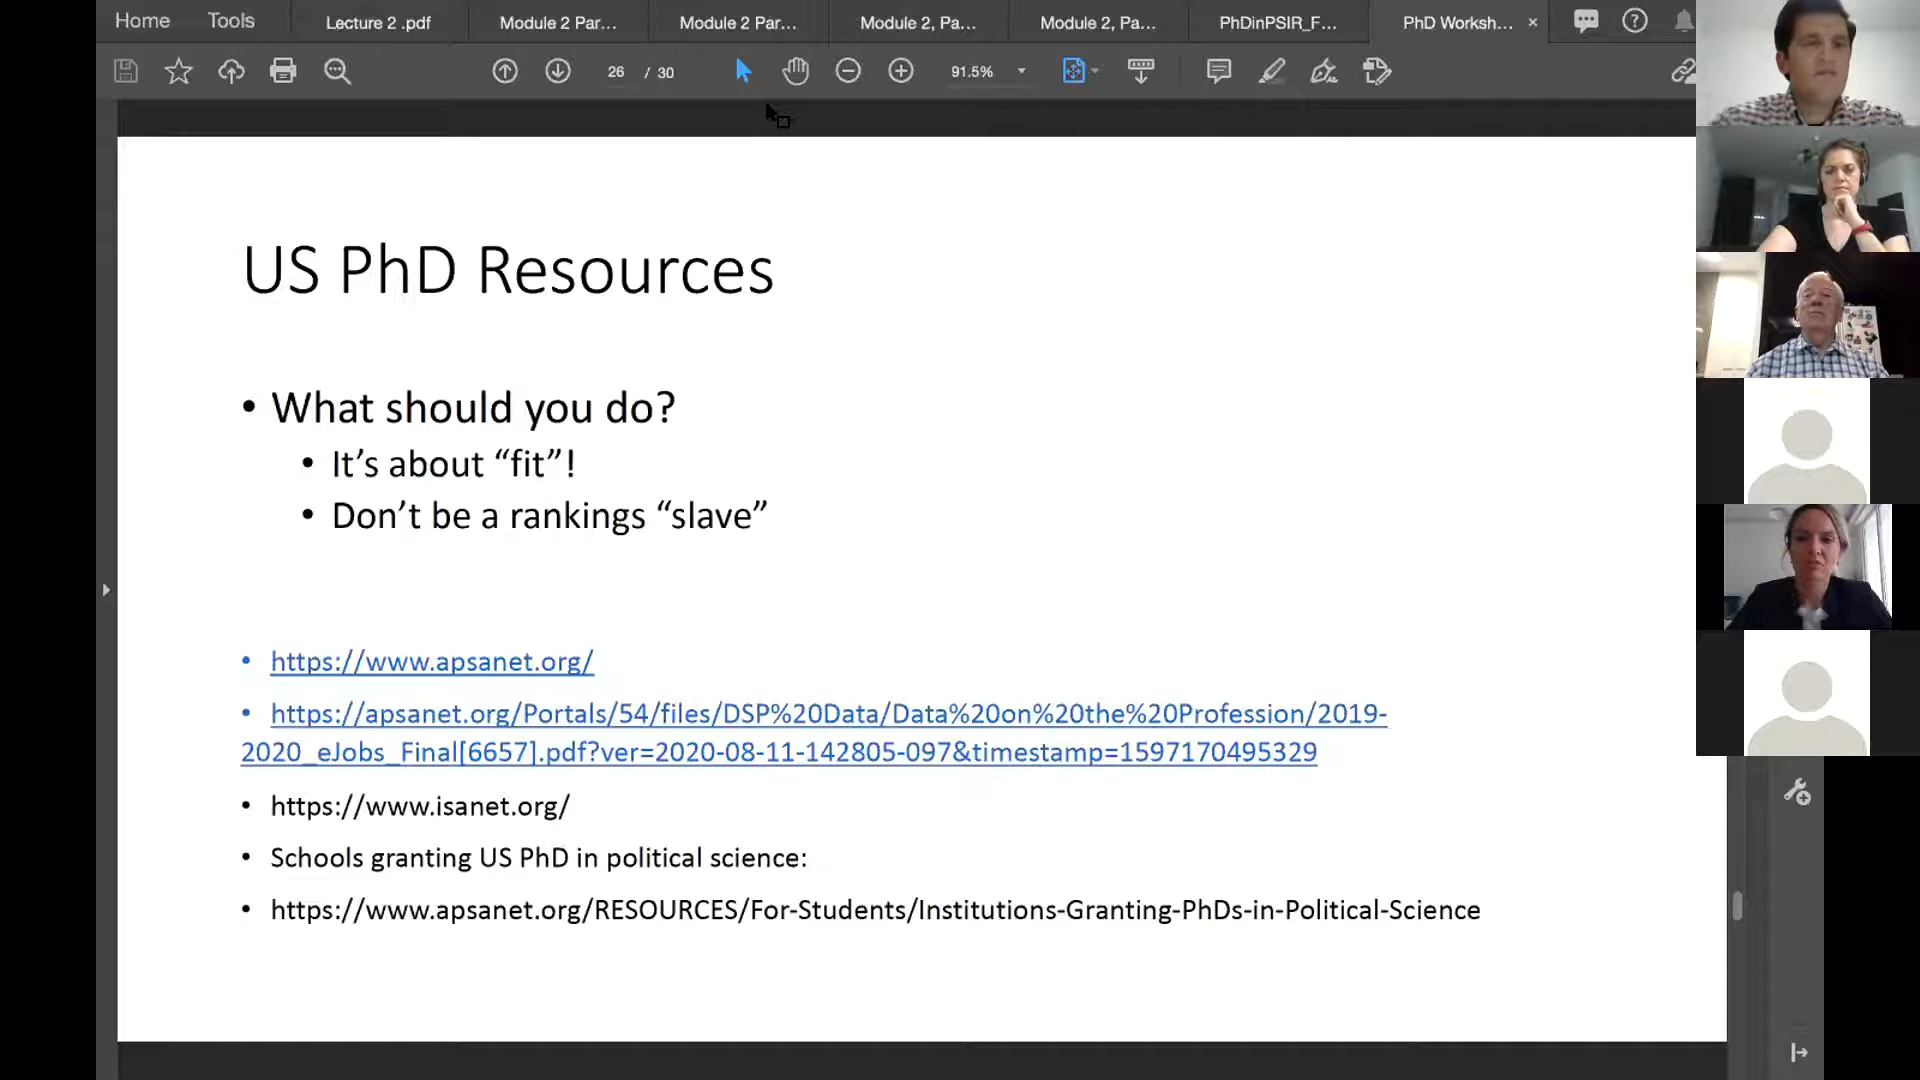 Home Tools Lecture 2 .pdf Module 2 Par... Module 2 Par... Module 2, Pa... Module 2, Pa... PhDinPSIR_F... PhD Worksh... ×
26 / 30 91.5%
US PhD Resources
• What should you do?
• It’s about “fit”!
• Don’t be a rankings “slave”
• https://www.apsanet.org/
• https://apsanet.org/Portals/54/files/DSP%20Data/Data%20on%20the%20Profession/2019-
2020_eJobs_Final[6657].pdf?ver=2020-08-11-142805-097&timestamp=1597170495329
• https://www.isanet.org/
• Schools granting US PhD in political science:
• https://www.apsanet.org/RESOURCES/For-Students/Institutions-Granting-PhDs-in-Political-Science